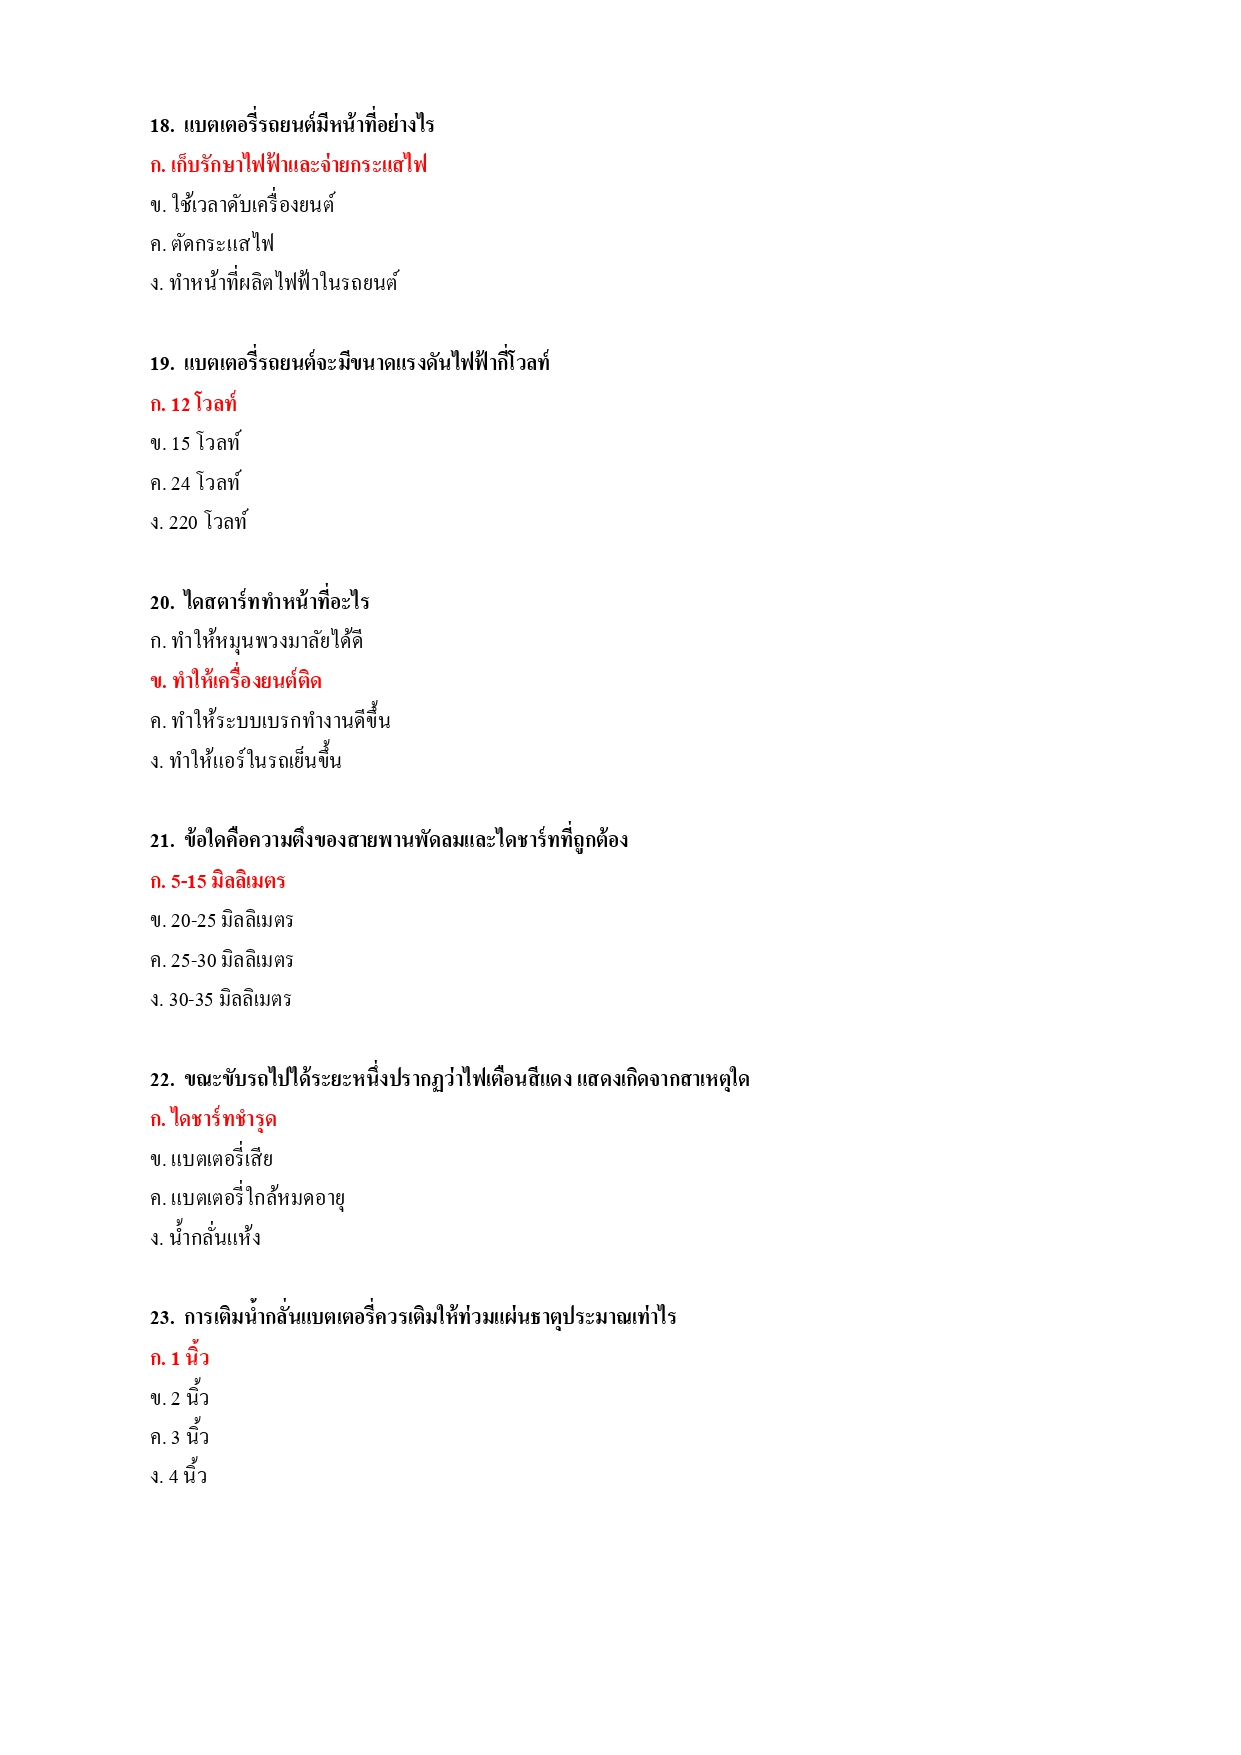 18. แบตเตอรี่รถยนต์มีหน้าที่อย่างไร
ก. เก็บรักษาไฟฟ้าและจ่ายกระแสไฟ
ข. ใช้เวลาดับเครื่องยนต์
ค. ตัดกระแสไฟ
ง. ทำหน้าที่ผลิตไฟฟ้าในรถยนต์
19. แบตเตอรี่รถยนต์จะมีขนาดแรงดันไฟฟ้ากี่โวลท์
ก. 12 โวลท์
ข. 15 โวลท์
ค. 24 โวลท์
ง. 220 โวลท์
20. ไดสตาร์ททำหน้าที่อะไร
ก. ทำให้หมุนพวงมาลัยได้ดี
ข. ทำให้เครื่องยนต์ติด
ค. ทำให้ระบบเบรกทำงานดีขึ้น
ง. ทำให้แอร์ในรถเย็นขึ้น
21. ข้อใดคือความตึงของสายพานพัดลมและไดชาร์ทที่ถูกต้อง
ก. 5-15 มิลลิเมตร
ข. 20-25 มิลลิเมตร
ค. 25-30 มิลลิเมตร
ง. 30-35 มิลลิเมตร
22. ขณะขับรถไปได้ระยะหนึ่งปรากฏว่าไฟเตือนสีแดง แสดงเกิดจากสาเหตุใด
ก. ไดชาร์ทชำรุด
ข. แบตเตอรี่เสีย
ค. แบตเตอรี่ใกล้หมดอายุ
ง. น้ำกลั่นแห้ง
23. การเติมน้ำกลั่นแบตเตอรี่ควรเติมให้ท่วมแผ่นธาตุประมาณเท่าไร
ก. 1 นิ้ว
ข. 2 นิ้ว
ค. 3 นิ้ว
ง. 4 นิ้ว